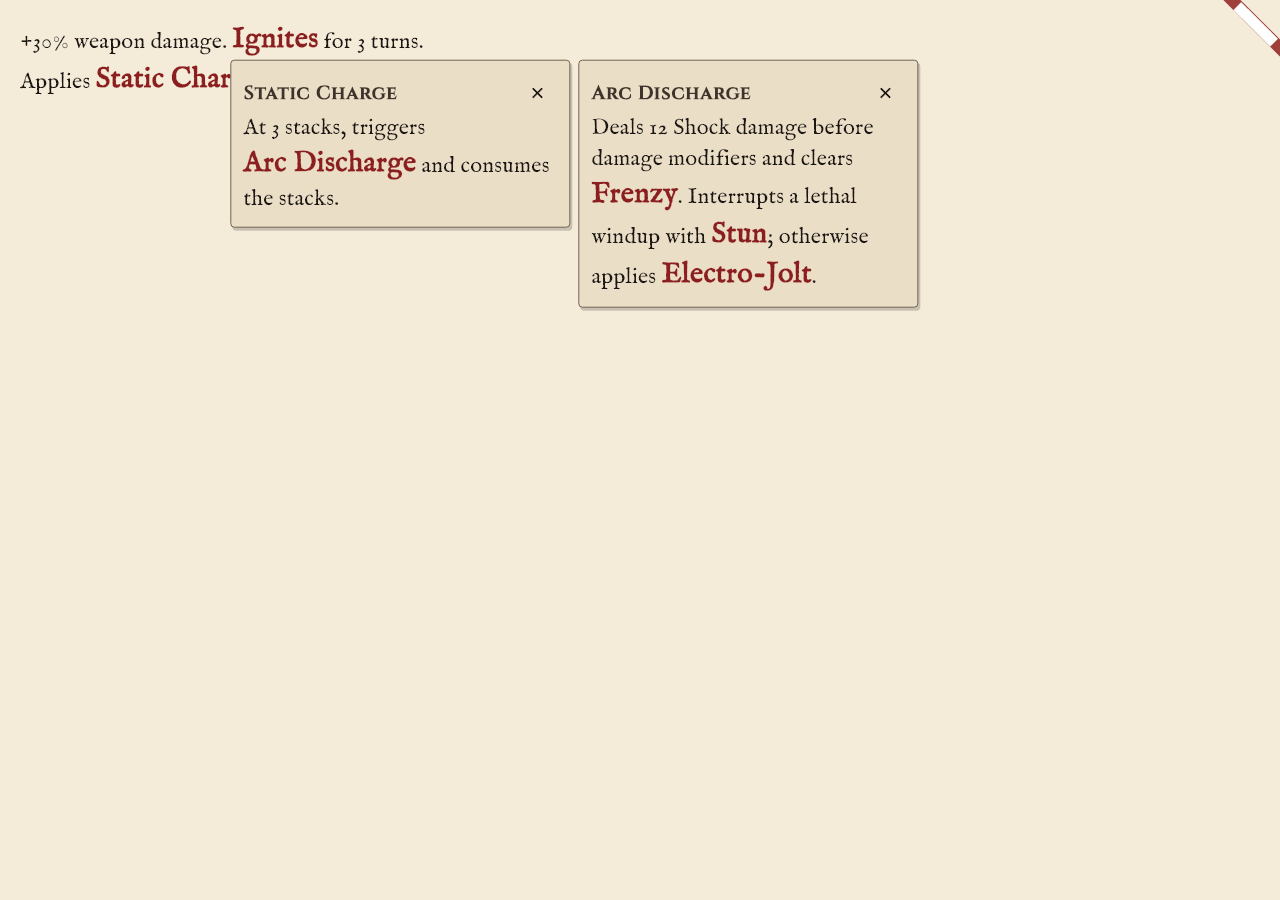 +30% weapon damage. Ignites for 3 turns.
Applies Static Char
Static Charge ×
At 3 stacks, triggers
Arc Discharge and consumes
the stacks.
Arc Discharge ×
Deals 12 Shock damage before
damage modifiers and clears
Frenzy. Interrupts a lethal
windup with Stun; otherwise
applies Electro-Jolt.